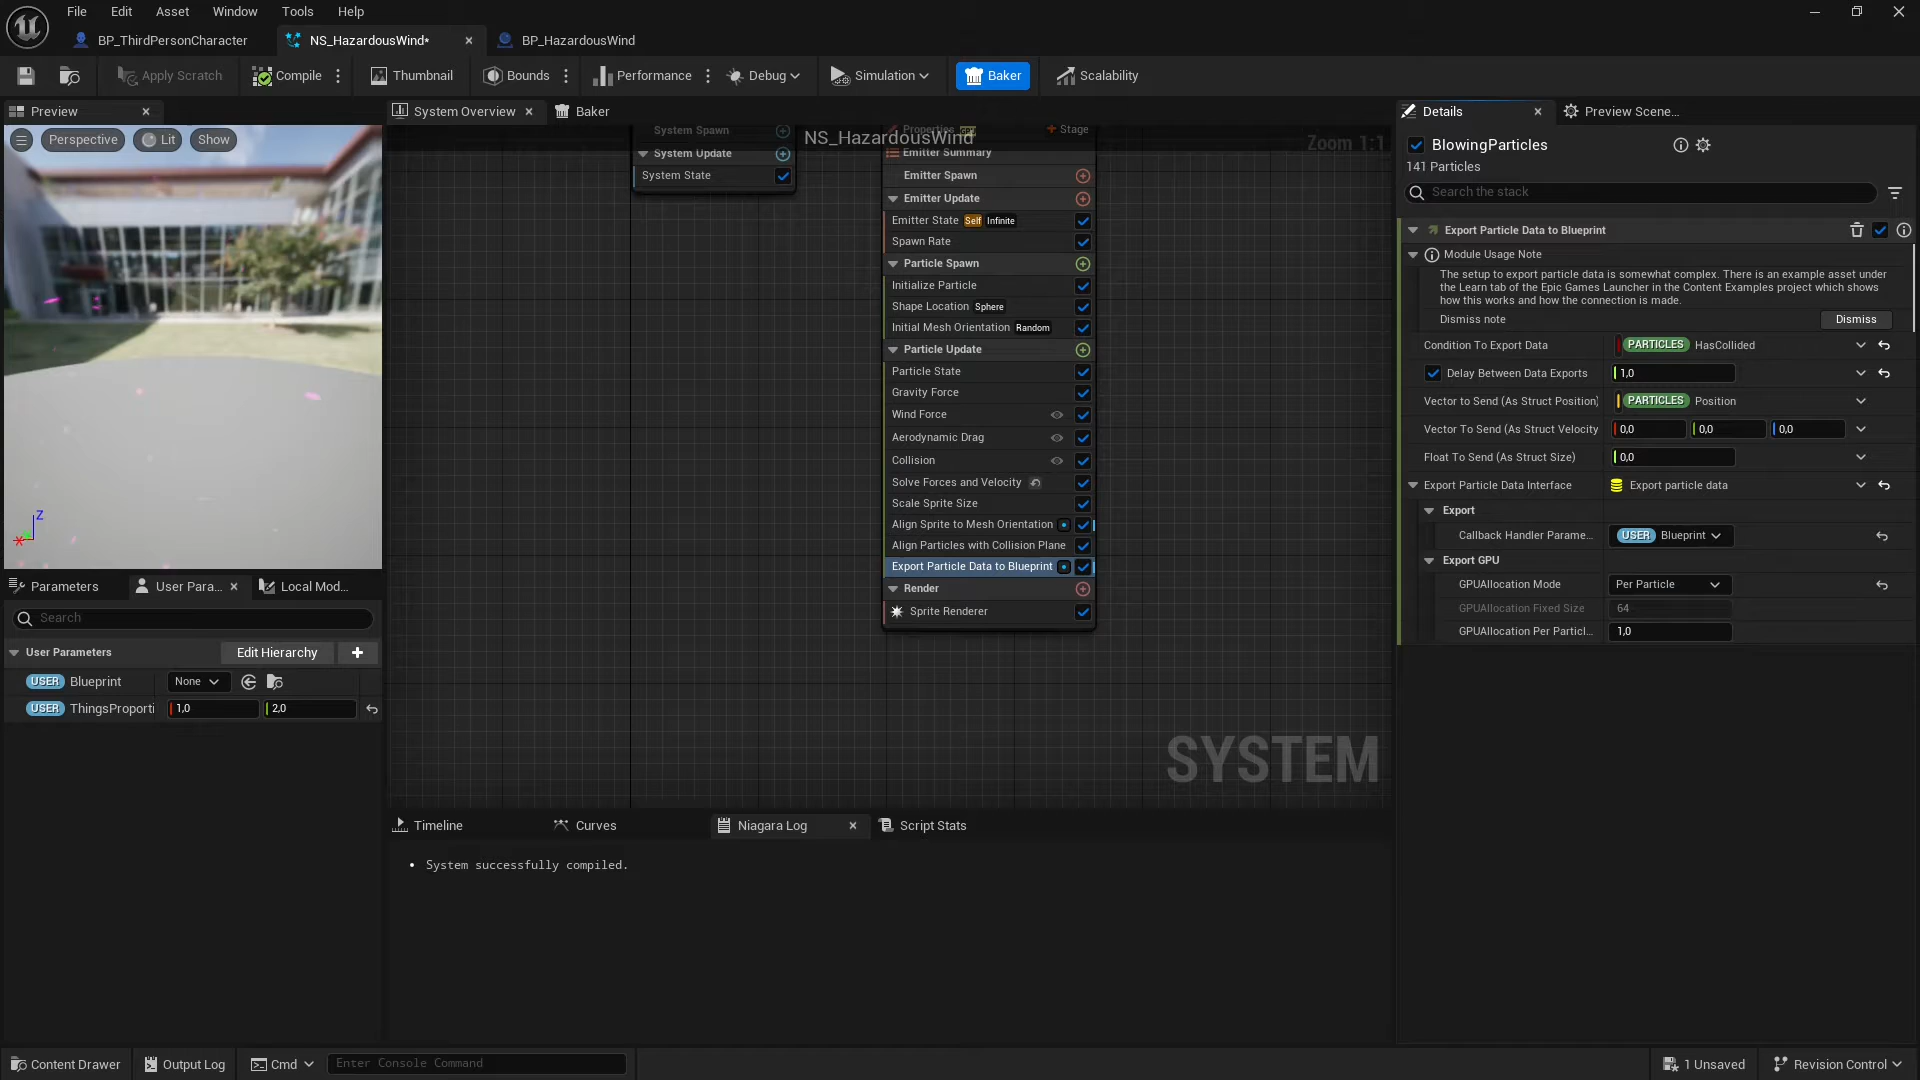 File Edit Asset Window Tools Help
BP_ThirdPersonCharacter NS_HazardousWind* BP_HazardousWind
Apply Scratch Compile Thumbnail Bounds Performance Debug Simulation Baker Scalability
Preview System Overview Baker Details Preview Scene...
Perspective Lit Show
Z
System Spawn
System Update
System State
NS_HazardousWind
Zoom 1:1
Properties GPU Stage
Emitter Summary
Emitter Spawn
Emitter Update
Emitter State Self Infinite
Spawn Rate
Particle Spawn
Initialize Particle
Shape Location Sphere
Initial Mesh Orientation Random
Particle Update
Particle State
Gravity Force
Wind Force
Aerodynamic Drag
Collision
Solve Forces and Velocity
Scale Sprite Size
Align Sprite to Mesh Orientation
Align Particles with Collision Plane
Export Particle Data to Blueprint
Render
Sprite Renderer
SYSTEM
BlowingParticles
141 Particles
Search the stack
Export Particle Data to Blueprint
Module Usage Note
The setup to export particle data is somewhat complex. There is an example asset under
the Learn tab of the Epic Games Launcher in the Content Examples project which shows
how this works and how the connection is made.
Dismiss note Dismiss
Condition To Export Data PARTICLES HasCollided
Delay Between Data Exports 1,0
Vector to Send (As Struct Position) PARTICLES Position
Vector To Send (As Struct Velocity 0,0 0,0 0,0
Float To Send (As Struct Size) 0,0
Export Particle Data Interface Export particle data
Export
Callback Handler Parame... USER Blueprint
Export GPU
GPUAllocation Mode Per Particle
GPUAllocation Fixed Size 64
GPUAllocation Per Particl... 1,0
Parameters User Para... Local Mod...
Search
User Parameters Edit Hierarchy
USER Blueprint None
USER ThingsProporti 1,0 2,0
Timeline Curves Niagara Log Script Stats
• System successfully compiled.
Content Drawer Output Log Cmd Enter Console Command 1 Unsaved Revision Control